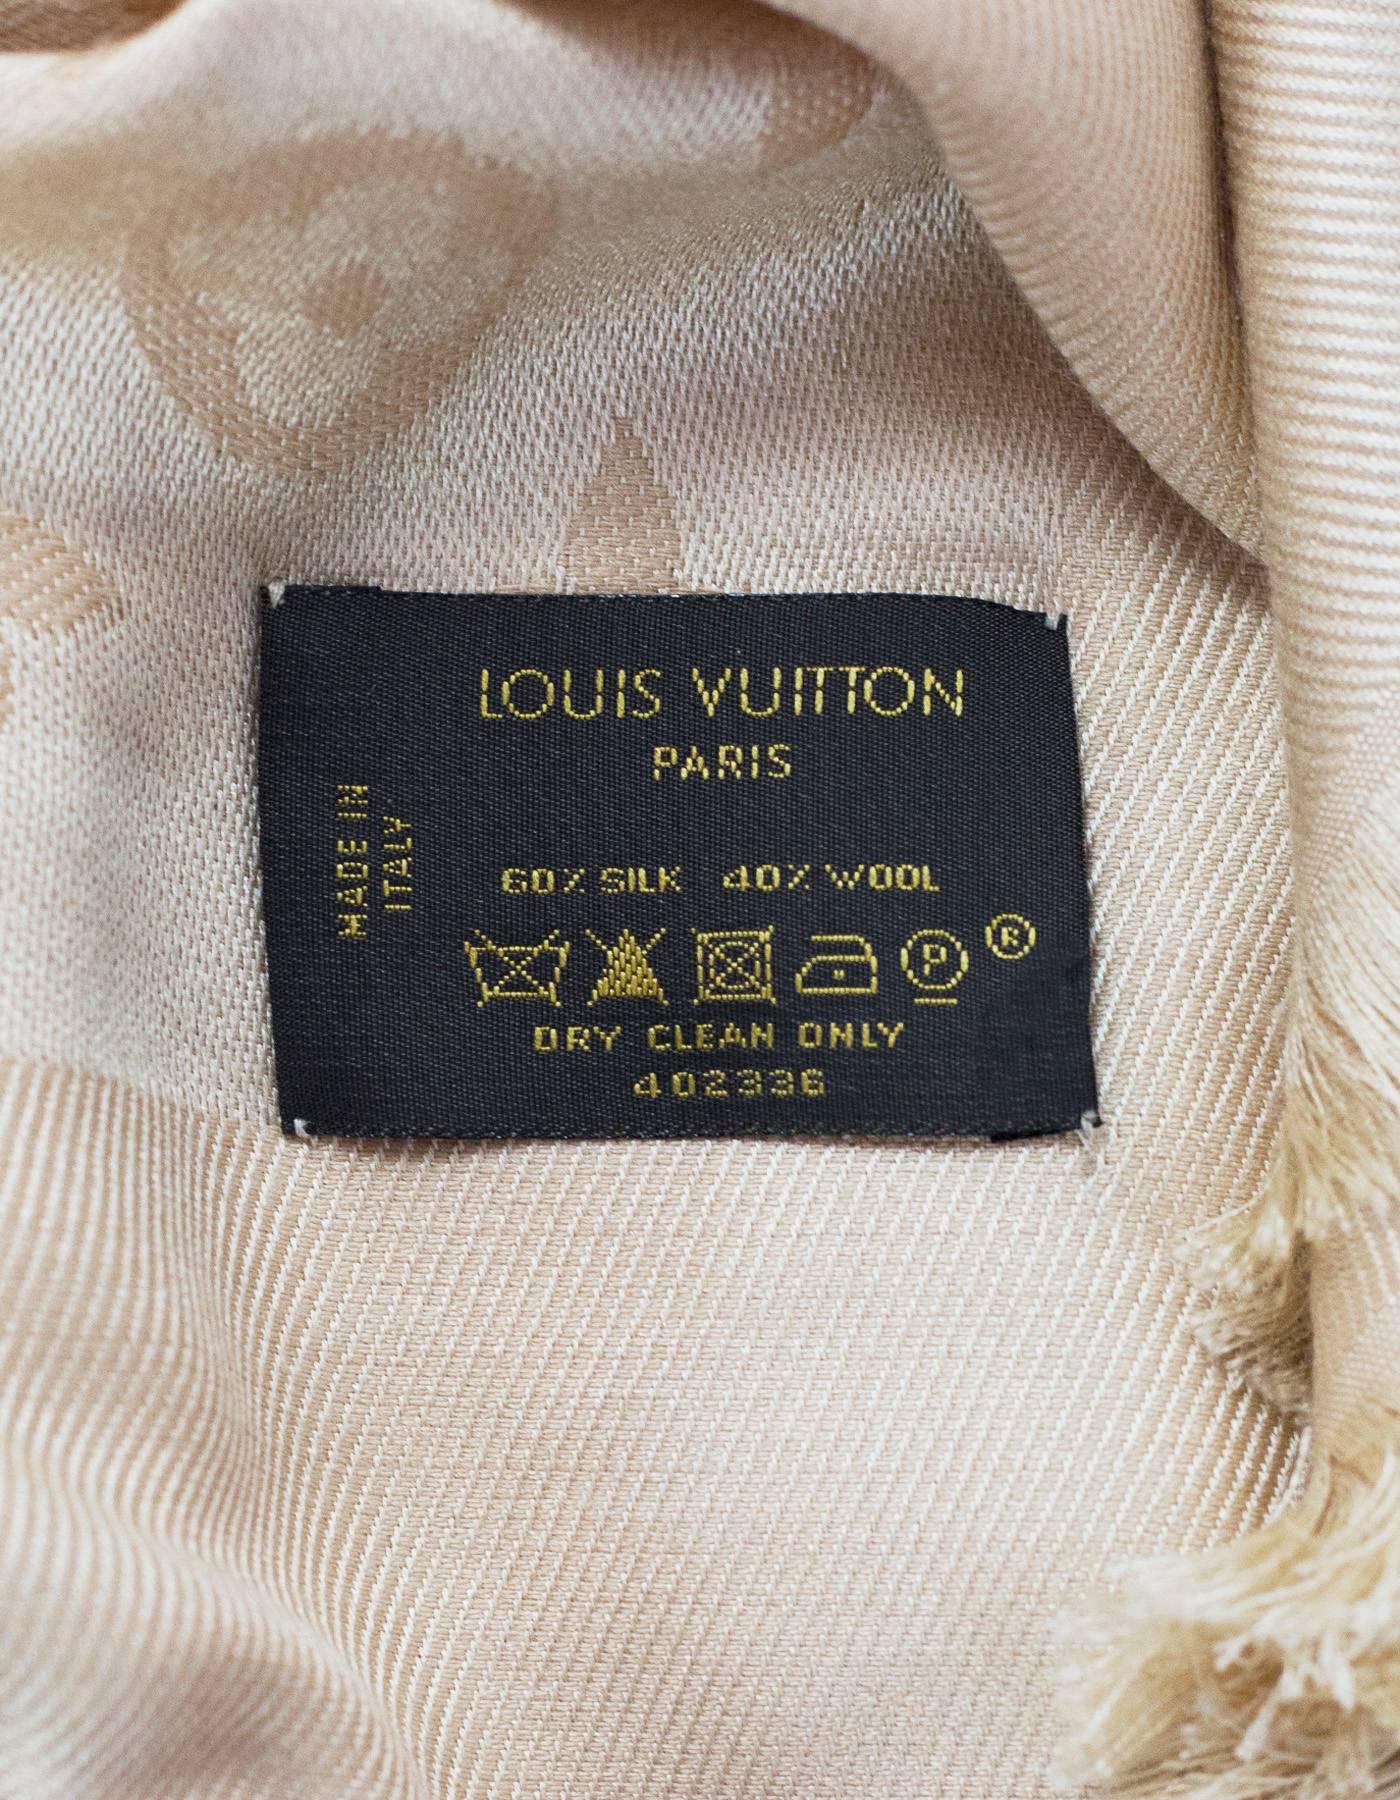 LOUIS VUITTON
PARIS
MADE IN
ITALY
60% SILK 40% WOOL
P ®
DRY CLEAN ONLY
402336